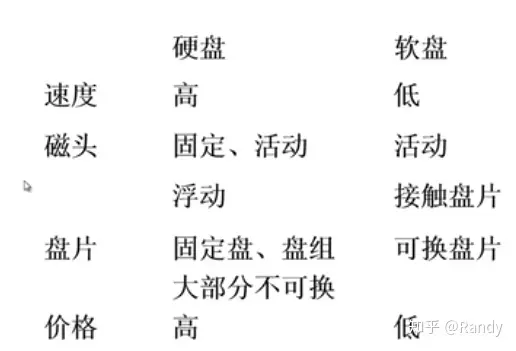 硬盘 软盘
速度 高 低
磁头 固定、活动 活动
浮动 接触盘片
盘片 固定盘、盘组 可换盘片
大部分不可换
价格 高 低
知乎 @Randy